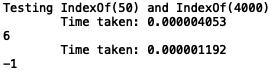 Testing IndexOf(50) and IndexOf(4000)
Time taken: 0.000004053
6
Time taken: 0.000001192
-1